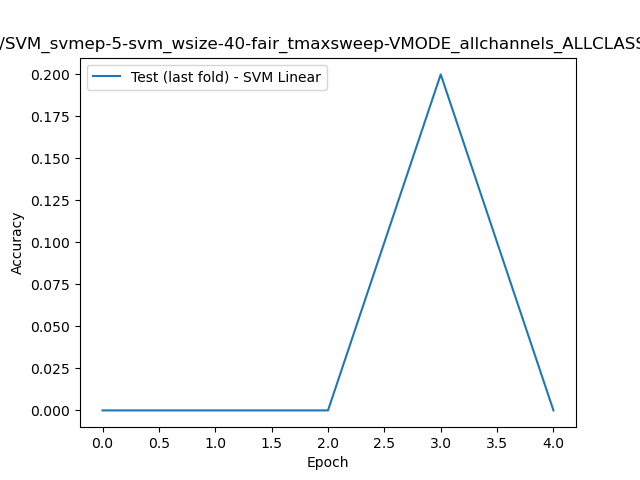 /SVM_svmep-5-svm_wsize-40-fair_tmaxsweep-VMODE_allchannels_ALLCLASS
Test (last fold) - SVM Linear
0.200
0.175
0.150
0.125
0.100
0.075
0.050
0.025
0.000
Accuracy
0.0 0.5 1.0 1.5 2.0 2.5 3.0 3.5 4.0
Epoch